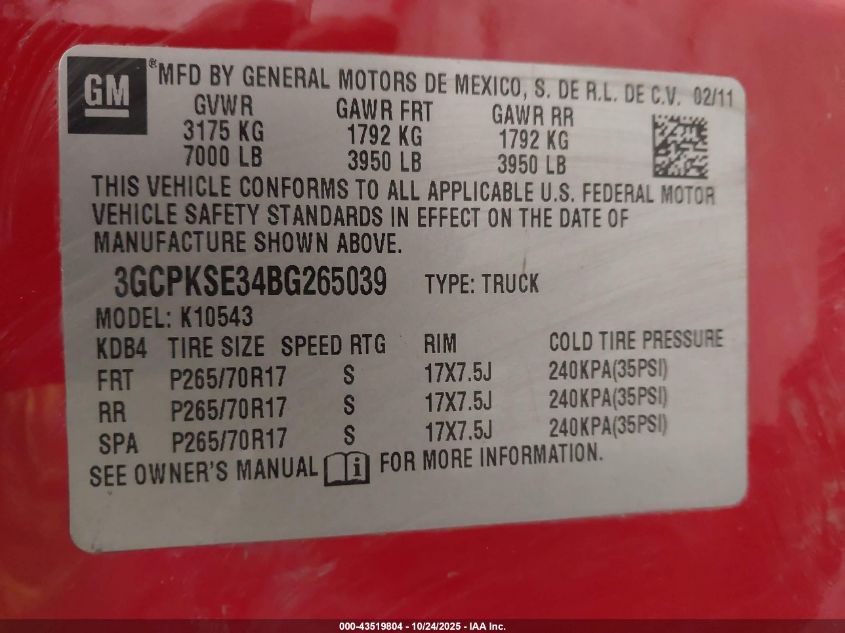 GM
® MFD BY GENERAL MOTORS DE MEXICO, S. DE R.L. DE C.V. 02/11
GVWR GAWR FRT GAWR RR
3175 KG 1792 KG 1792 KG
7000 LB 3950 LB 3950 LB
THIS VEHICLE CONFORMS TO ALL APPLICABLE U.S. FEDERAL MOTOR
VEHICLE SAFETY STANDARDS IN EFFECT ON THE DATE OF
MANUFACTURE SHOWN ABOVE.
3GCPKSE34BG265039 TYPE: TRUCK
MODEL: K10543
KDB4 TIRE SIZE SPEED RTG RIM COLD TIRE PRESSURE
FRT P265/70R17 S 17X7.5J 240KPA(35PSI)
RR P265/70R17 S 17X7.5J 240KPA(35PSI)
SPA P265/70R17 S 17X7.5J 240KPA(35PSI)
SEE OWNER'S MANUAL i FOR MORE INFORMATION.
000-43519804 - 10/24/2025 - IAA Inc.